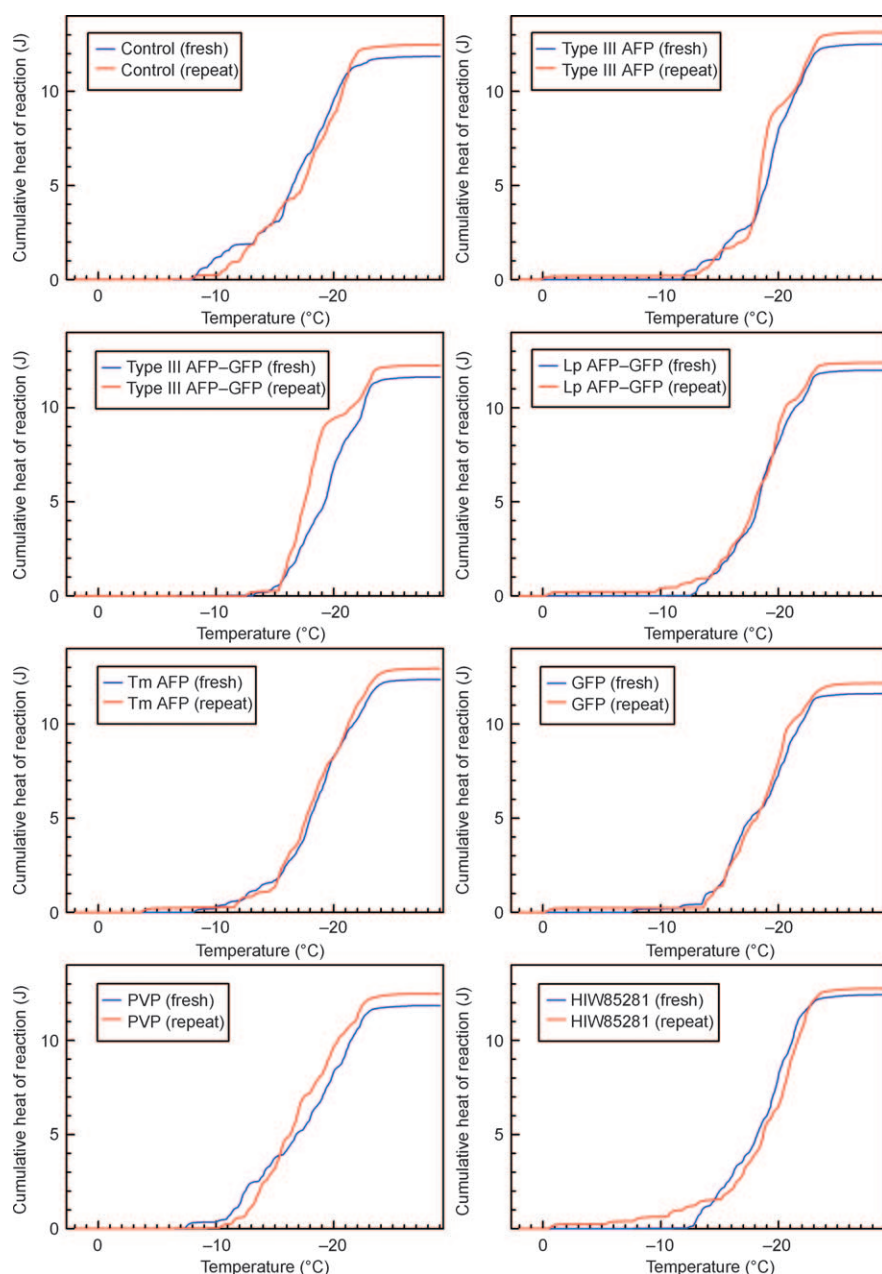 Cumulative heat of reaction (J)
10
5
0
Control (fresh)
Control (repeat)
0
–10
–20
Temperature (°C)
Cumulative heat of reaction (J)
10
5
0
Type III AFP (fresh)
Type III AFP (repeat)
0
–10
–20
Temperature (°C)
Cumulative heat of reaction (J)
10
5
0
Type III AFP–GFP (fresh)
Type III AFP–GFP (repeat)
0
–10
–20
Temperature (°C)
Cumulative heat of reaction (J)
10
5
0
Lp AFP–GFP (fresh)
Lp AFP–GFP (repeat)
0
–10
–20
Temperature (°C)
Cumulative heat of reaction (J)
10
5
0
Tm AFP (fresh)
Tm AFP (repeat)
0
–10
–20
Temperature (°C)
Cumulative heat of reaction (J)
10
5
0
GFP (fresh)
GFP (repeat)
0
–10
–20
Temperature (°C)
Cumulative heat of reaction (J)
10
5
0
PVP (fresh)
PVP (repeat)
0
–10
–20
Temperature (°C)
Cumulative heat of reaction (J)
10
5
0
HIW85281 (fresh)
HIW85281 (repeat)
0
–10
–20
Temperature (°C)